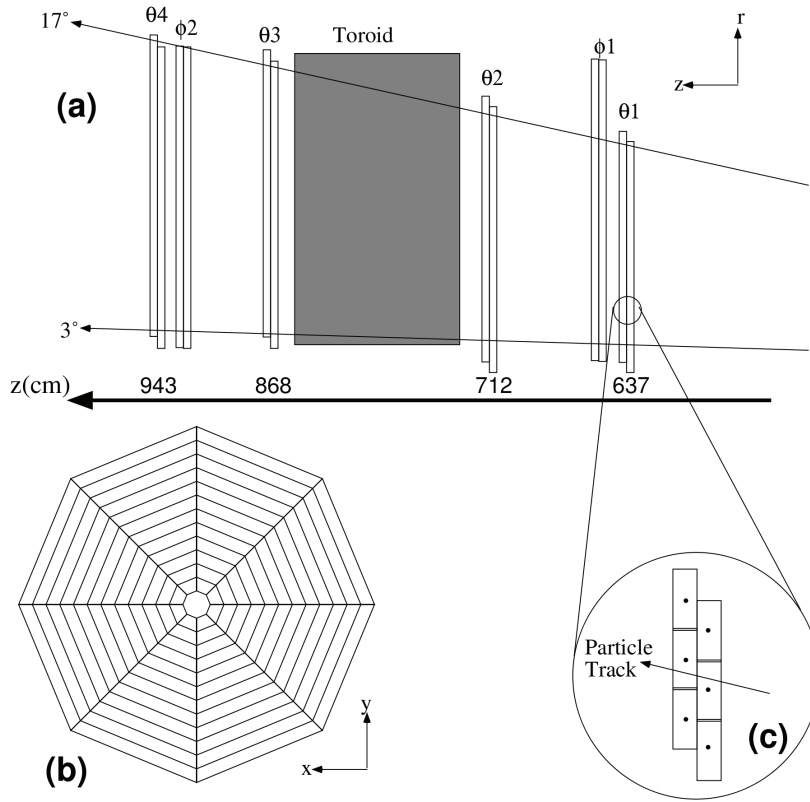 17°
θ4
ϕ2
θ3
Toroid
θ2
ϕ1
θ1
r
z
(a)
3°
z(cm)
943
868
712
637
Particle
Track
y
x
(b)
(c)